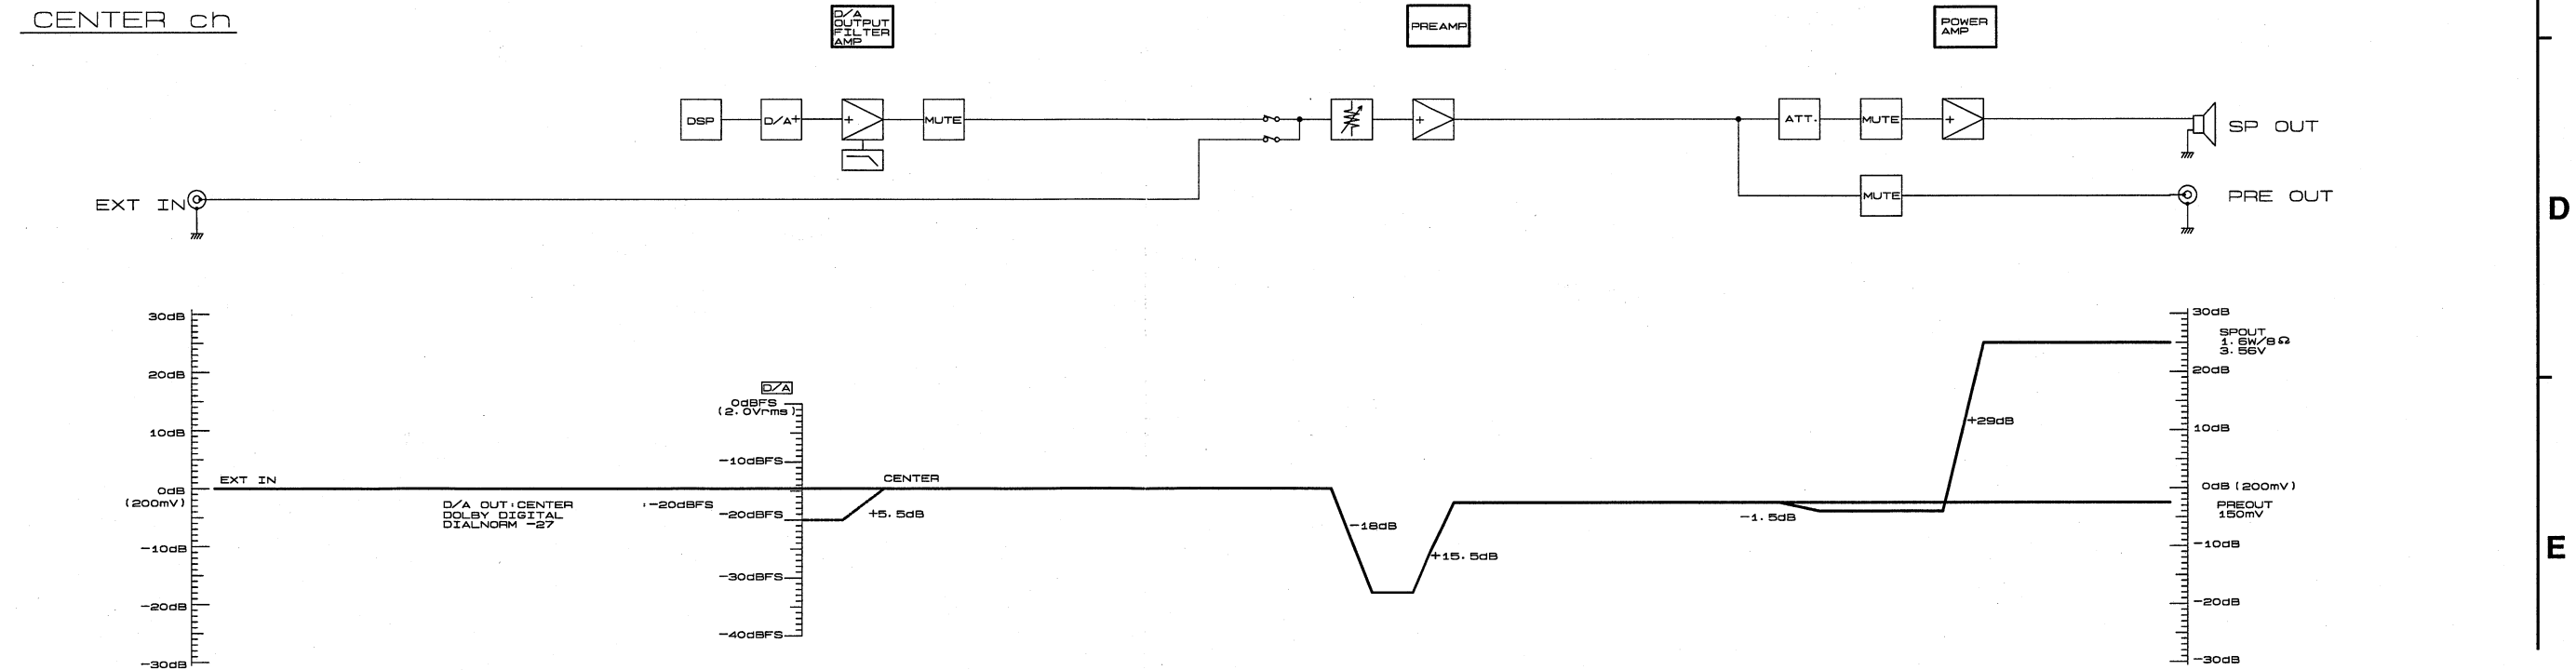 CENTER ch
D/A
OUTPUT
FILTER
AMP
PREAMP
POWER
AMP
DSP
D/A+
+
MUTE
+
ATT.
MUTE
+
SP OUT
EXT IN
MUTE
PRE OUT
D
30dB
20dB
10dB
0dB
(200mV)
-10dB
-20dB
-30dB
EXT IN
D/A OUT:CENTER :-20dBFS
DOLBY DIGITAL
DIALNORM -27
D/A
0dBFS
(2.0Vrms)
-10dBFS
-20dBFS
-30dBFS
-40dBFS
CENTER
+5.5dB
-18dB
+15.5dB
-1.5dB
+29dB
30dB
SPOUT
1.6W/8Ω
3.56V
20dB
10dB
0dB (200mV)
PREOUT
150mV
-10dB
-20dB
-30dB
E